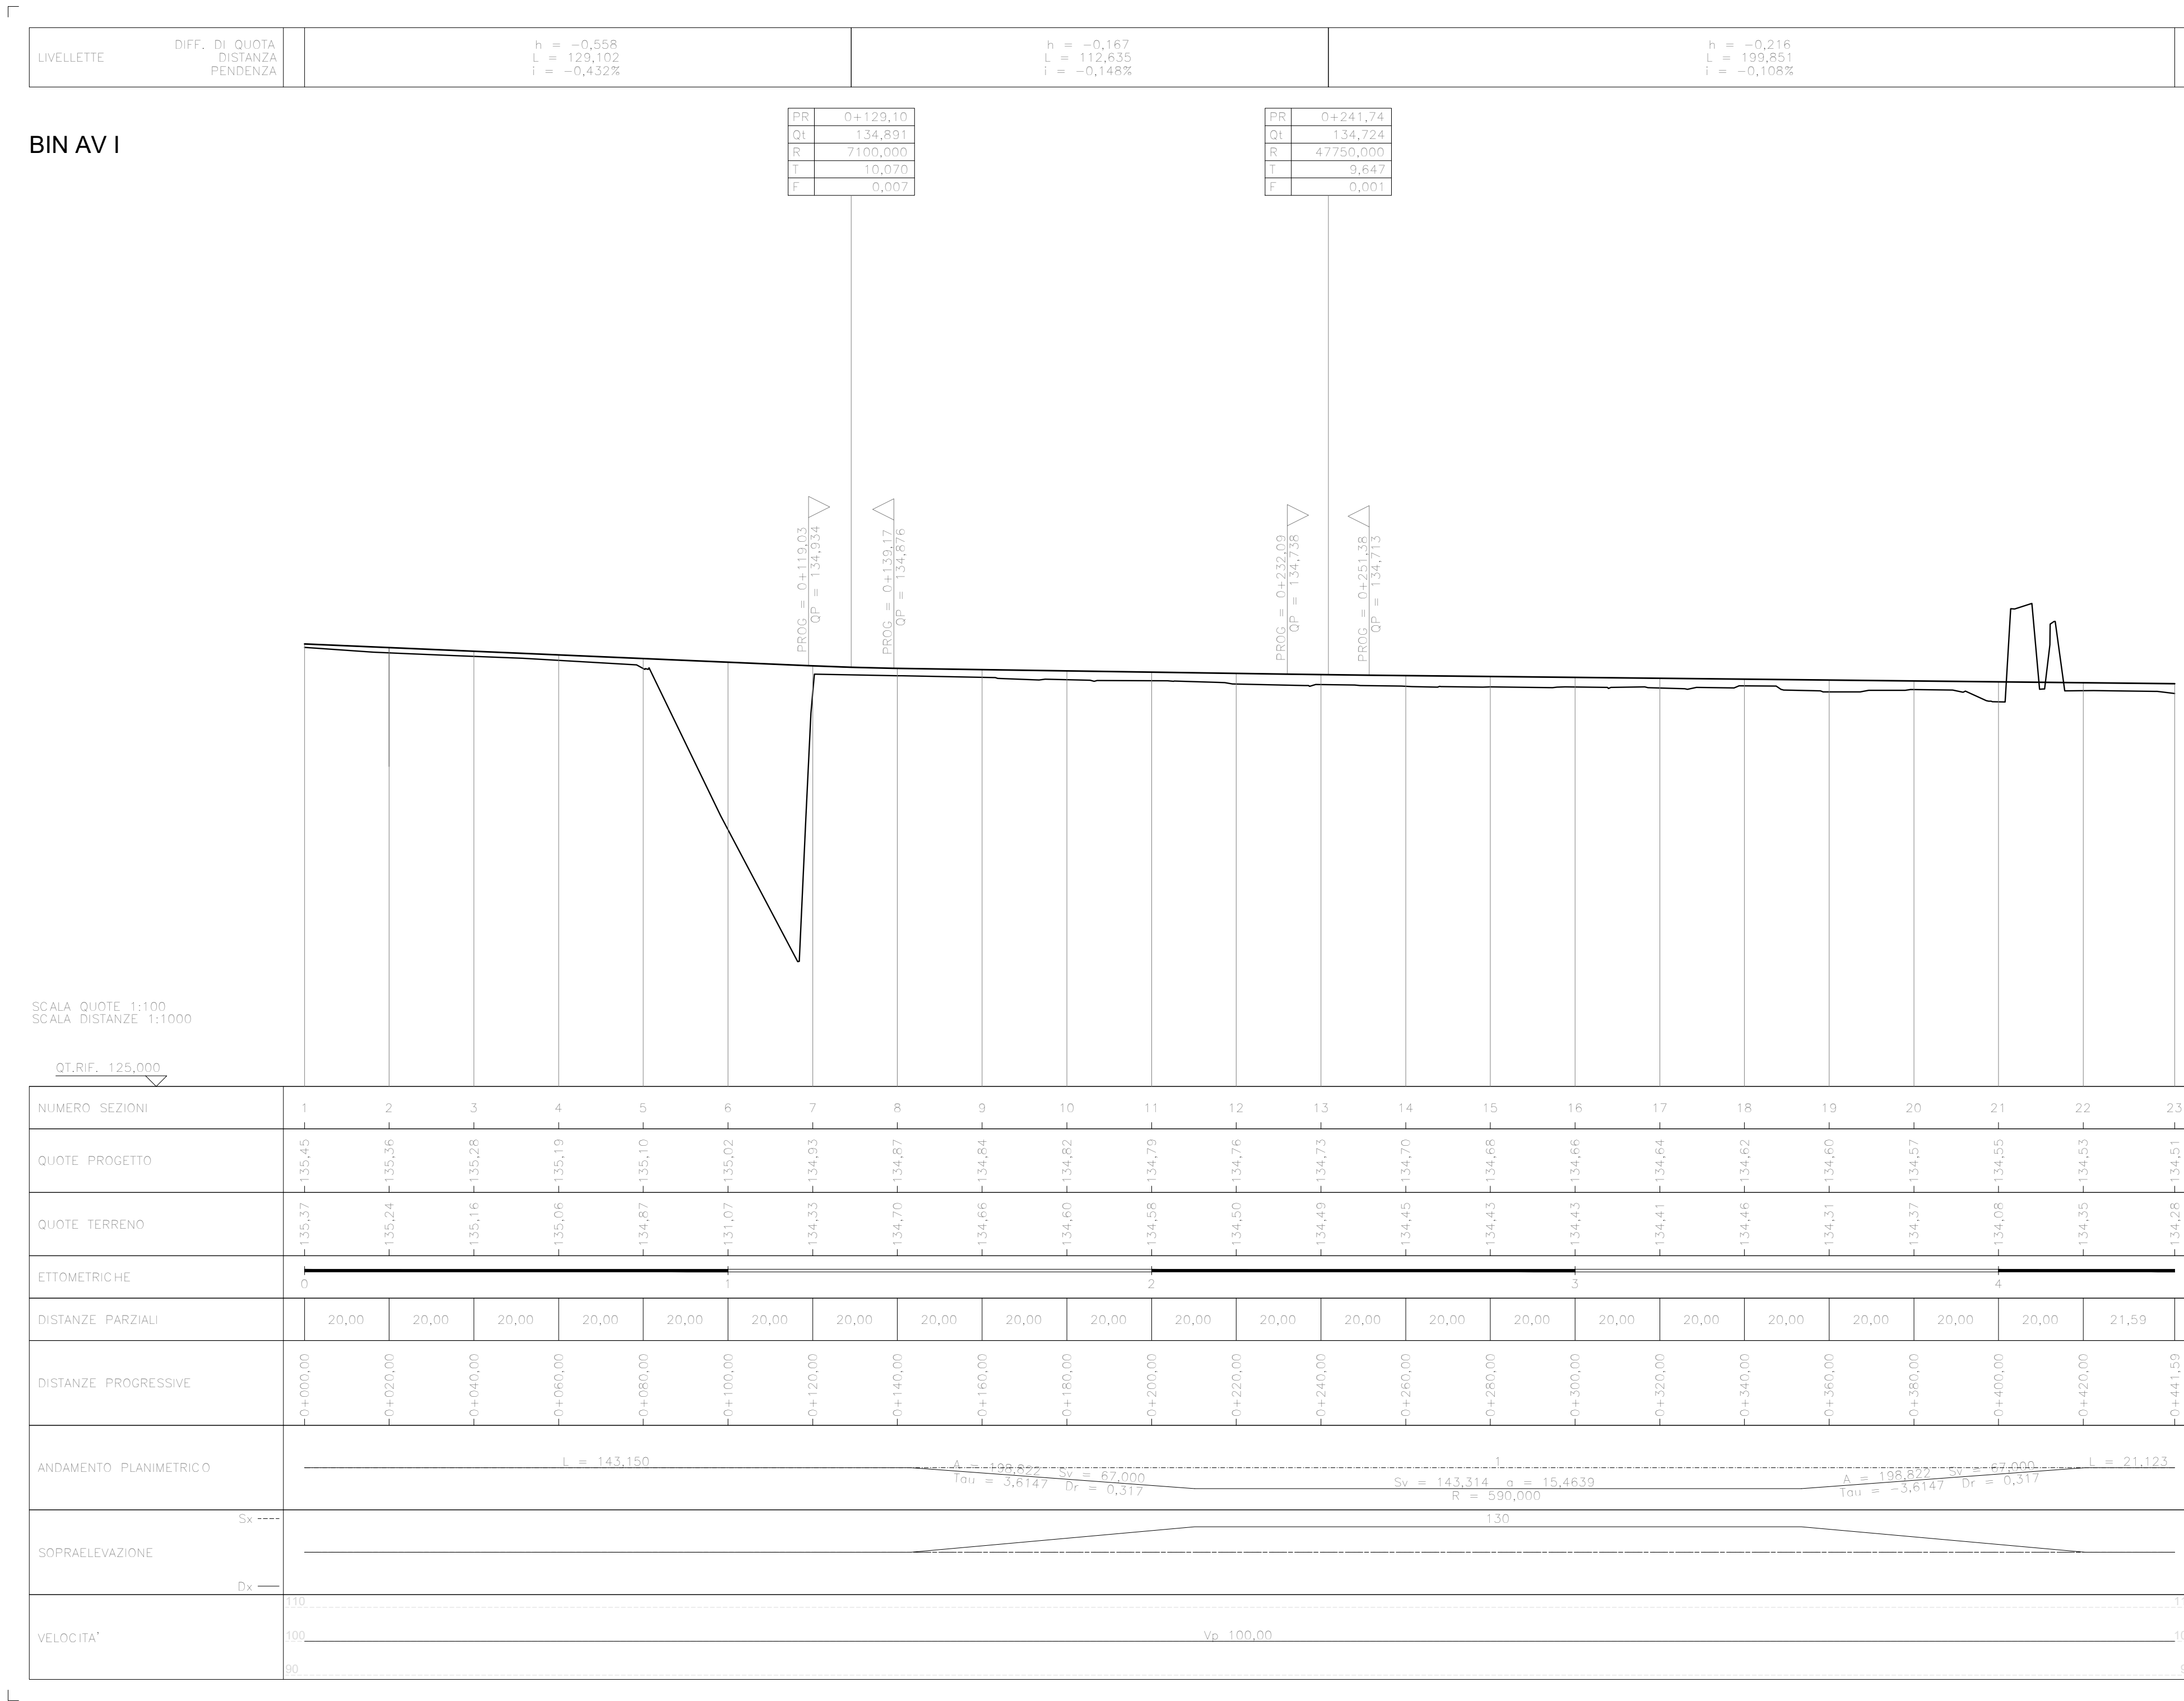 LIVELLETTE
DIFF. DI QUOTA
DISTANZA
PENDENZA
h = -0,558
L = 129,102
i = -0,432%
h = -0,167
L = 112,635
i = -0,148%
h = -0,216
L = 199,851
i = -0,108%
BIN AV I
PR 0+129,10
Qt 134,891
R 7100,000
T 10,070
F 0,007
PR 0+241,74
Qt 134,724
R 47750,000
T 9,647
F 0,001
PROG = 0+119,03
QP = 134,934
PROG = 0+139,17
QP = 134,876
PROG = 0+232,09
QP = 134,738
PROG = 0+251,38
QP = 134,713
SCALA QUOTE 1:100
SCALA DISTANZE 1:1000
QT.RIF. 125,000
NUMERO SEZIONI 1 2 3 4 5 6 7 8 9 10 11 12 13 14 15 16 17 18 19 20 21 22 23
QUOTE PROGETTO 135,45 135,36 135,28 135,19 135,10 135,02 134,93 134,87 134,84 134,82 134,79 134,76 134,73 134,70 134,68 134,66 134,64 134,62 134,60 134,57 134,55 134,53 134,51
QUOTE TERRENO 135,37 135,24 135,16 135,06 134,87 131,07 134,33 134,70 134,66 134,60 134,58 134,50 134,49 134,45 134,43 134,43 134,41 134,46 134,31 134,37 134,08 134,35 134,28
ETTOMETRICHE 0 1 2 3 4
DISTANZE PARZIALI 20,00 20,00 20,00 20,00 20,00 20,00 20,00 20,00 20,00 20,00 20,00 20,00 20,00 20,00 20,00 20,00 20,00 20,00 20,00 20,00 20,00 21,59
DISTANZE PROGRESSIVE 0+000,00 0+020,00 0+040,00 0+060,00 0+080,00 0+100,00 0+120,00 0+140,00 0+160,00 0+180,00 0+200,00 0+220,00 0+240,00 0+260,00 0+280,00 0+300,00 0+320,00 0+340,00 0+360,00 0+380,00 0+400,00 0+420,00 0+441,59
ANDAMENTO PLANIMETRICO
L = 143,150
A = 198,822 Sv = 67,000
Tau = 3,6147 Dr = 0,317
1
Sv = 143,314 a = 15,4639
R = 590,000
A = 198,822 Sv = 67,000
Tau = -3,6147 Dr = 0,317
L = 21,123
Sx
SOPRAELEVAZIONE
130
Dx
110
VELOCITA'
100
Vp 100,00
90